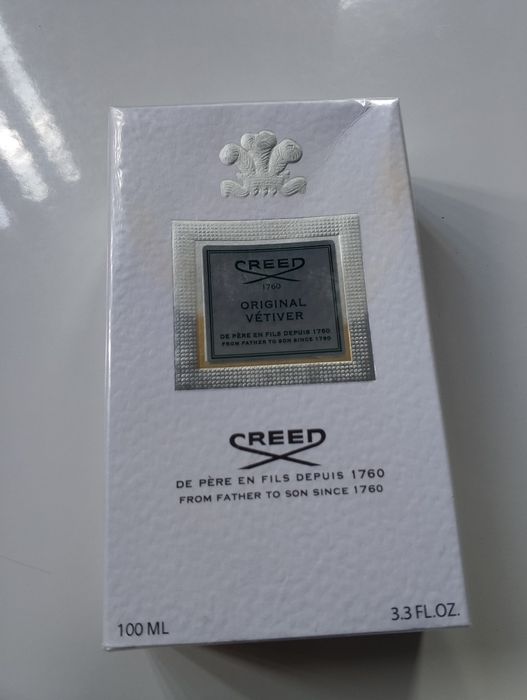 CREED
1760
ORIGINAL
VÉTIVER
DE PÈRE EN FILS DEPUIS 1760
FROM FATHER TO SON SINCE 1760
CREED
DE PÈRE EN FILS DEPUIS 1760
FROM FATHER TO SON SINCE 1760
100 ML
3.3 FL.OZ.